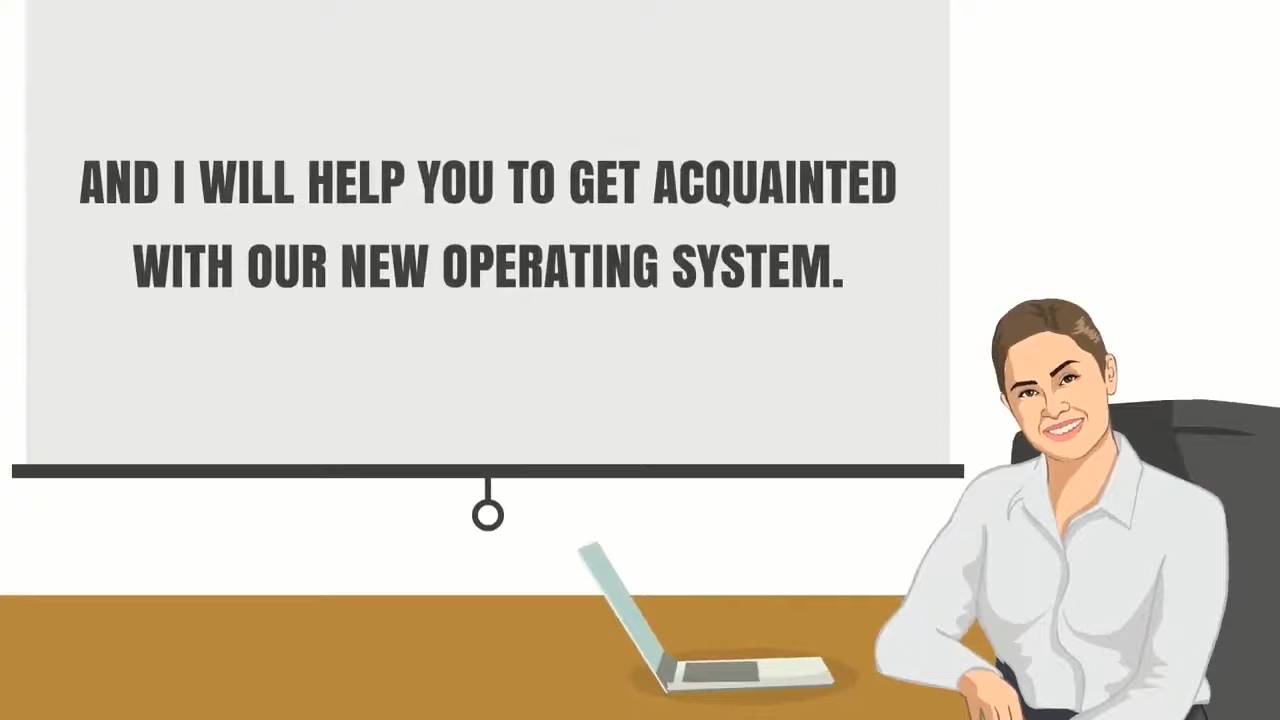 AND I WILL HELP YOU TO GET ACQUAINTED
WITH OUR NEW OPERATING SYSTEM.